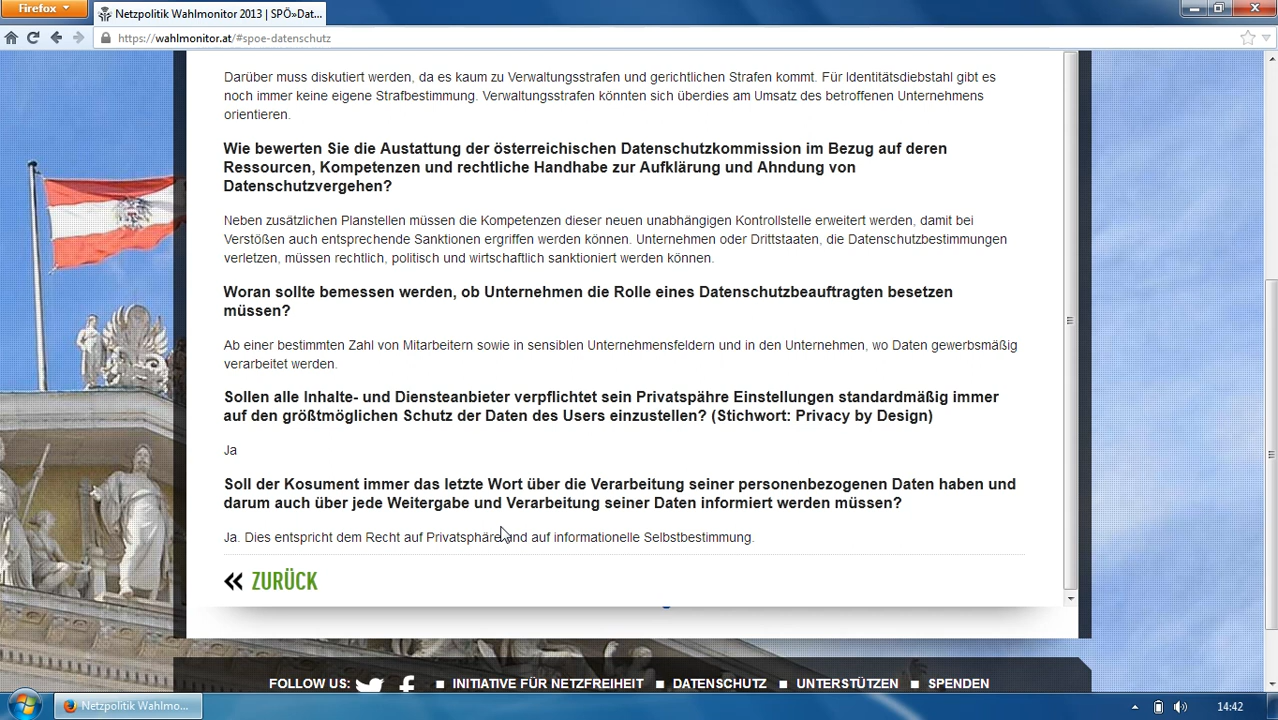 Firefox
Netzpolitik Wahlmonitor 2013 | SPÖ»Dat...
https://wahlmonitor.at/#spoe-datenschutz
Darüber muss diskutiert werden, da es kaum zu Verwaltungsstrafen und gerichtlichen Strafen kommt. Für Identitätsdiebstahl gibt es
noch immer keine eigene Strafbestimmung. Verwaltungsstrafen könnten sich überdies am Umsatz des betroffenen Unternehmens
orientieren.
Wie bewerten Sie die Austattung der österreichischen Datenschutzkommission im Bezug auf deren
Ressourcen, Kompetenzen und rechtliche Handhabe zur Aufklärung und Ahndung von
Datenschutzvergehen?
Neben zusätzlichen Planstellen müssen die Kompetenzen dieser neuen unabhängigen Kontrollstelle erweitert werden, damit bei
Verstößen auch entsprechende Sanktionen ergriffen werden können. Unternehmen oder Drittstaaten, die Datenschutzbestimmungen
verletzen, müssen rechtlich, politisch und wirtschaftlich sanktioniert werden können.
Woran sollte bemessen werden, ob Unternehmen die Rolle eines Datenschutzbeauftragten besetzen
müssen?
Ab einer bestimmten Zahl von Mitarbeitern sowie in sensiblen Unternehmensfeldern und in den Unternehmen, wo Daten gewerbsmäßig
verarbeitet werden.
Sollen alle Inhalte- und Diensteanbieter verpflichtet sein Privatspähre Einstellungen standardmäßig immer
auf den größtmöglichen Schutz der Daten des Users einzustellen? (Stichwort: Privacy by Design)
Ja
Soll der Kosument immer das letzte Wort über die Verarbeitung seiner personenbezogenen Daten haben und
darum auch über jede Weitergabe und Verarbeitung seiner Daten informiert werden müssen?
Ja. Dies entspricht dem Recht auf Privatsphäre und auf informationelle Selbstbestimmung.
« ZURÜCK
FOLLOW US: INITIATIVE FÜR NETZFREIHEIT DATENSCHUTZ UNTERSTÜTZEN SPENDEN
Netzpolitik Wahlmo...
14:42